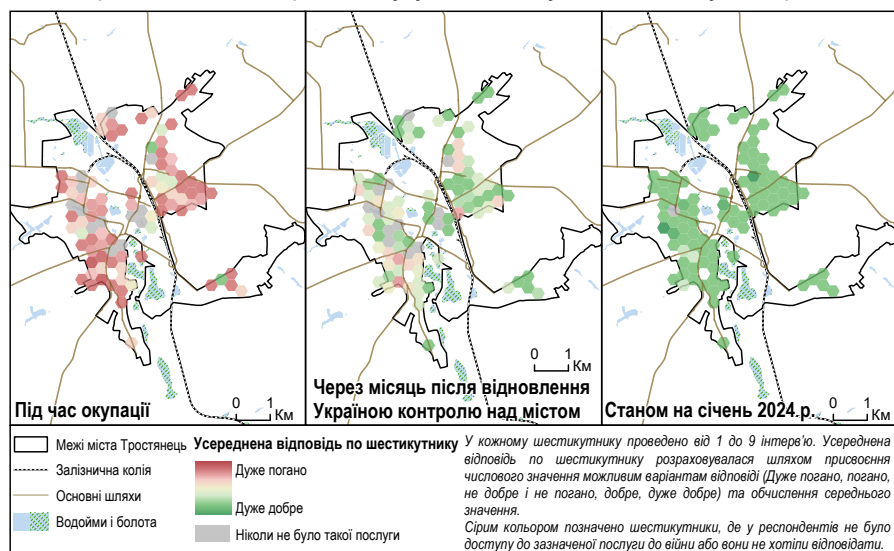 0 1
Км
Під час окупації
0 1
Км
Через місяць після відновлення
Україною контролю над містом
0 1
Км
Станом на січень 2024 р.
Межі міста Тростянець
Залізнична колія
Основні шляхи
Водойми і болота
Усереднена відповідь по шестикутнику
Дуже погано
Дуже добре
Ніколи не було такої послуги
У кожному шестикутнику проведено від 1 до 9 інтерв'ю. Усереднена
відповідь по шестикутнику розраховувалася шляхом присвоєння
числового значення можливим варіантам відповіді (Дуже погано, погано,
не добре і не погано, добре, дуже добре) та обчислення середнього
значення.
Сірим кольором позначено шестикутники, де у респондентів не було
доступу до зазначеної послуги до війни або вони не хотіли відповідати.